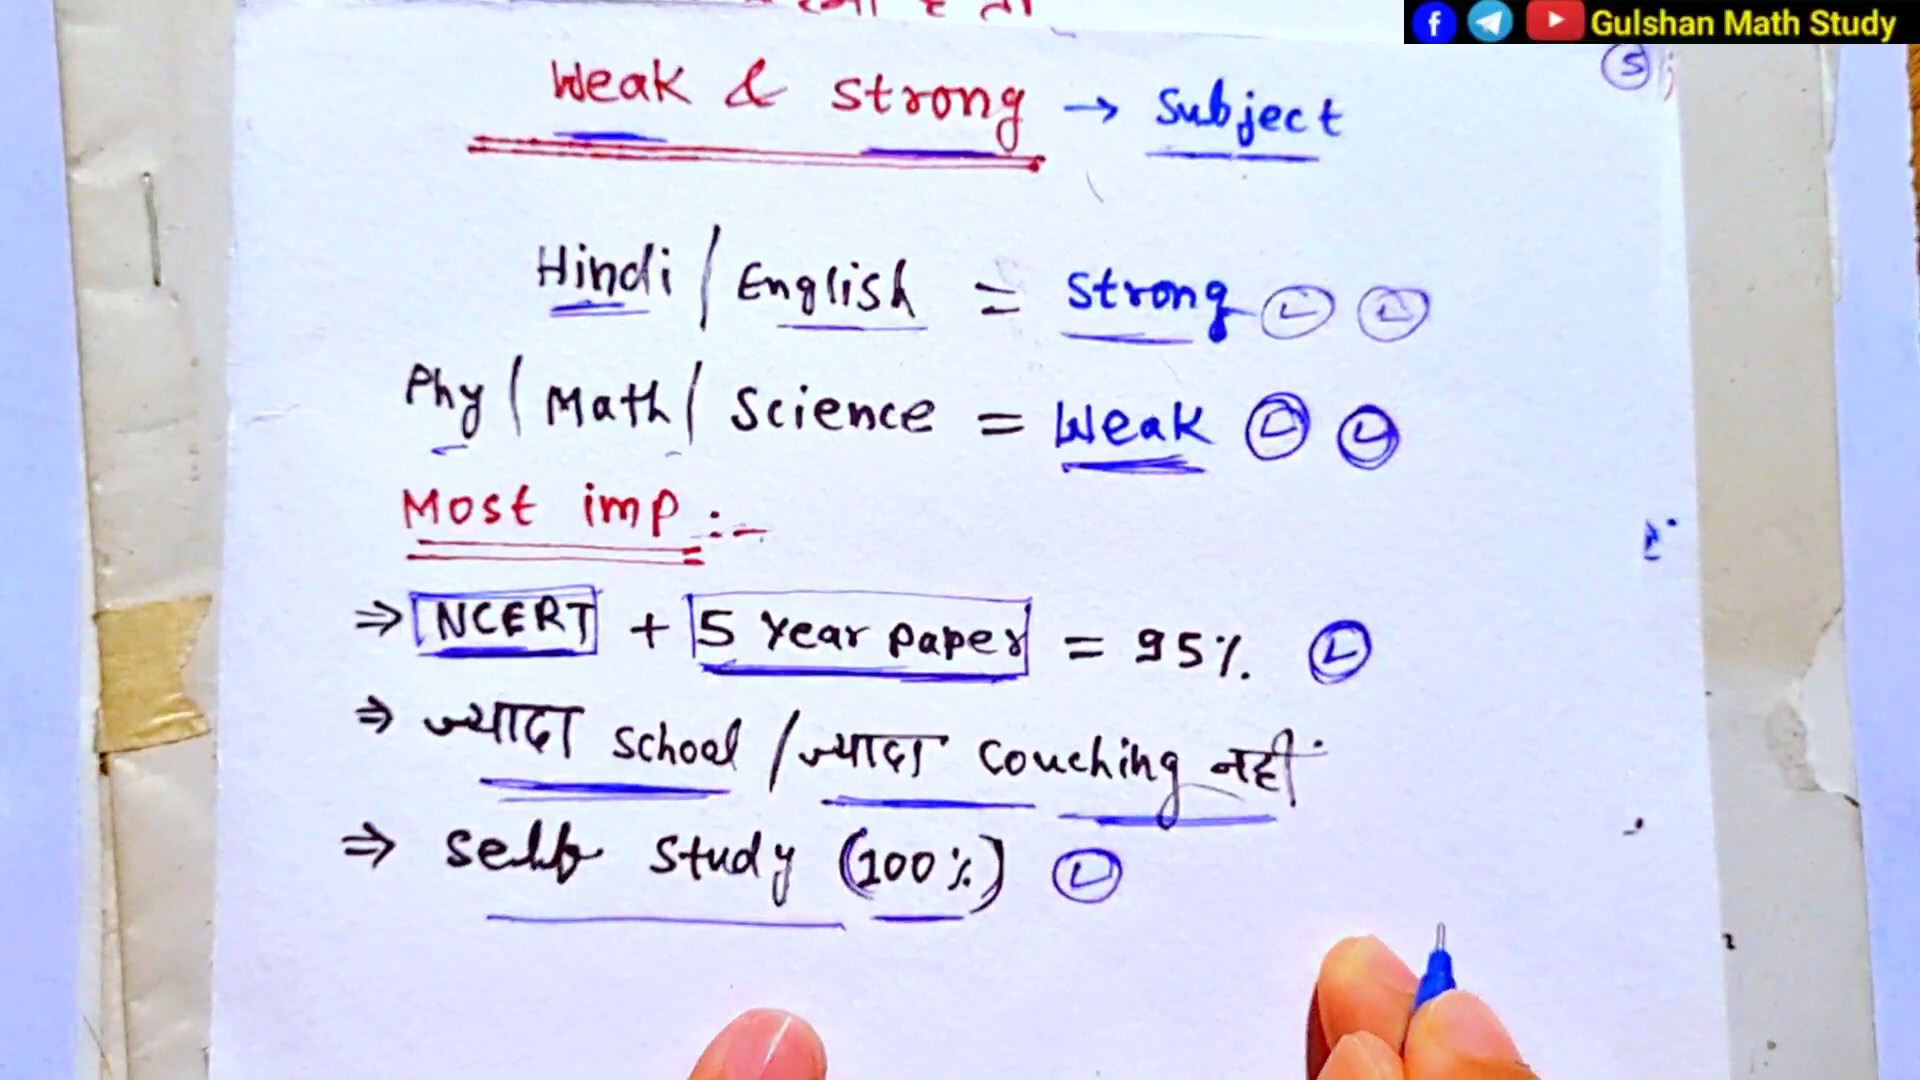 Gulshan Math Study
5
Weak & strong → Subject
Hindi / English = strong
Phy / Math / Science = Weak
Most imp :-
⇒ NCERT + 5 Year paper = 95%.
⇒ ज्यादा school / ज्यादा couching नहीं
⇒ self study (100%)